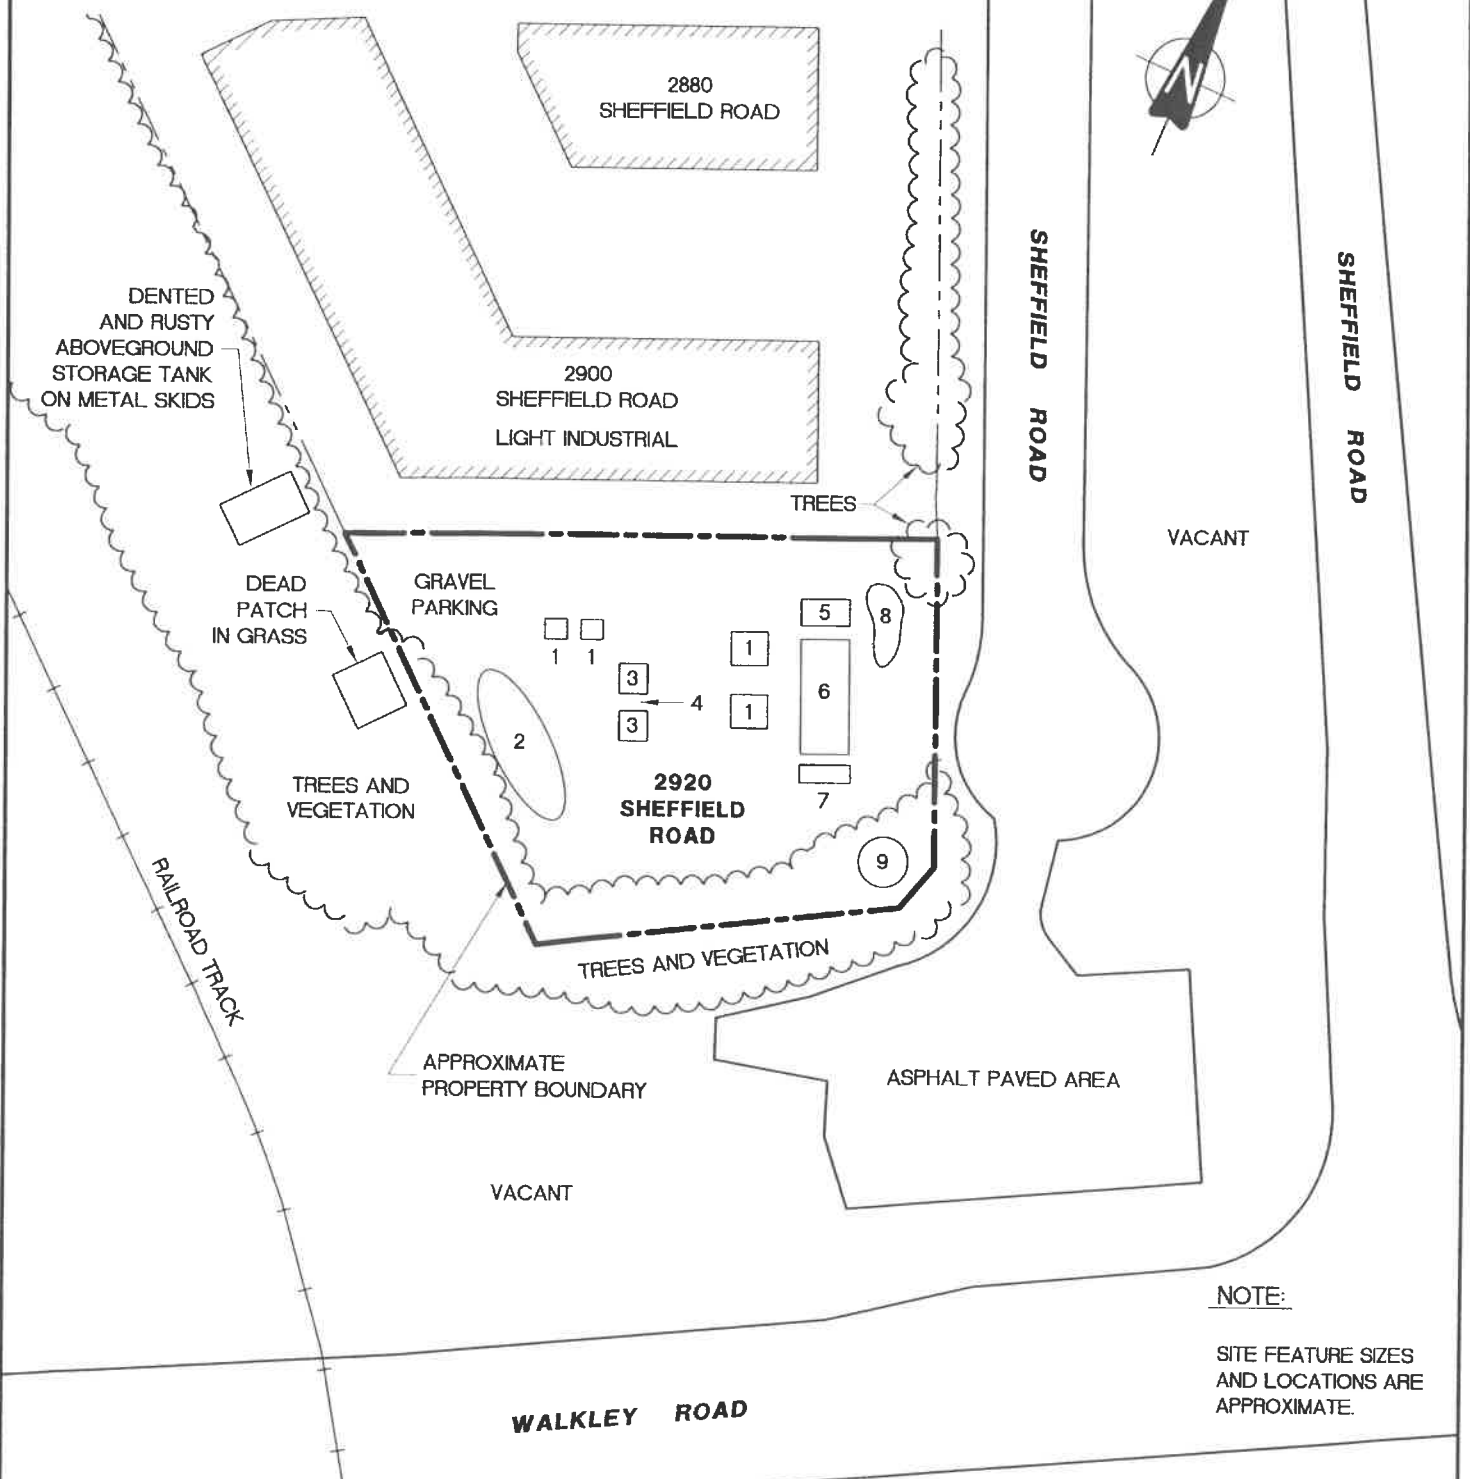 2880
SHEFFIELD ROAD
N
SHEFFIELD ROAD
SHEFFIELD ROAD
DENTED
AND RUSTY
ABOVEGROUND
STORAGE TANK
ON METAL SKIDS
2900
SHEFFIELD ROAD
LIGHT INDUSTRIAL
TREES
VACANT
DEAD
PATCH
IN GRASS
GRAVEL
PARKING
1 1
3
4
3
1
1
5
6
7
8
2
2920
SHEFFIELD
ROAD
9
TREES AND
VEGETATION
RAILROAD TRACK
TREES AND VEGETATION
APPROXIMATE
PROPERTY BOUNDARY
ASPHALT PAVED AREA
VACANT
NOTE:
SITE FEATURE SIZES
AND LOCATIONS ARE
APPROXIMATE.
WALKLEY ROAD